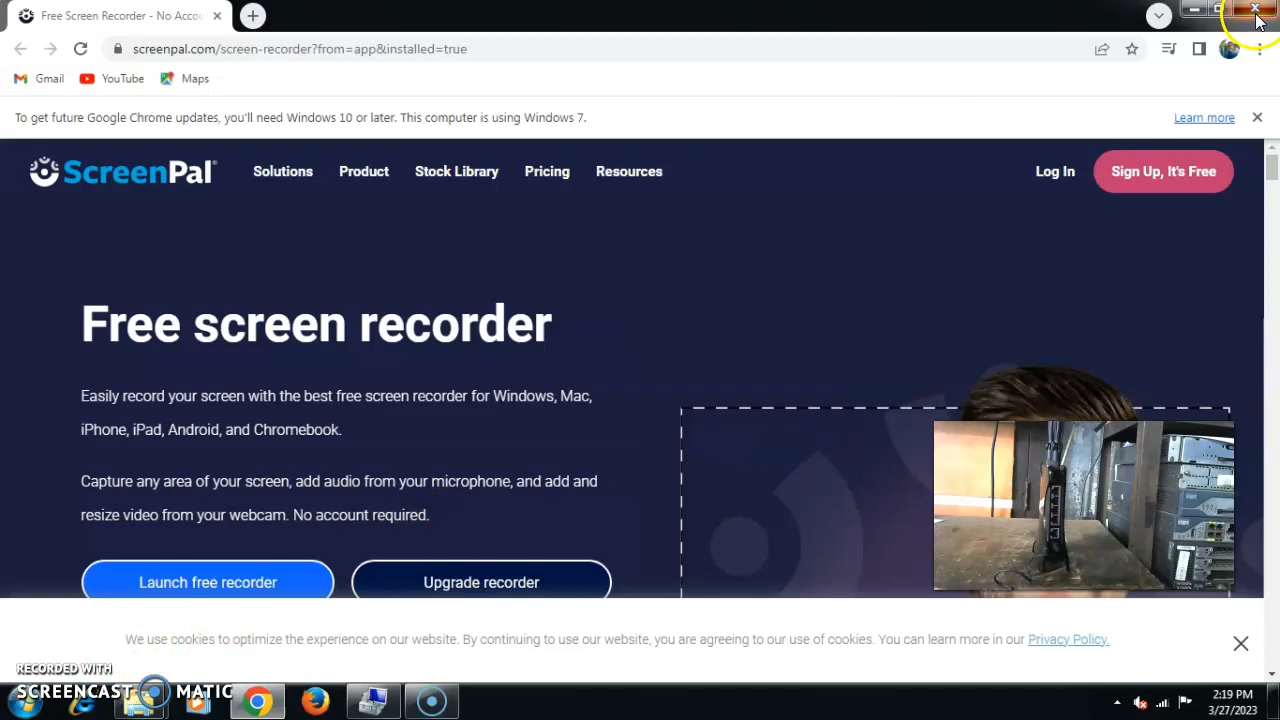 Free Screen Recorder - No Accou
screenpal.com/screen-recorder?from=app&installed=true
Gmail YouTube Maps
To get future Google Chrome updates, you'll need Windows 10 or later. This computer is using Windows 7. Learn more
ScreenPal® Solutions Product Stock Library Pricing Resources Log In Sign Up, It's Free
Free screen recorder
Easily record your screen with the best free screen recorder for Windows, Mac,
iPhone, iPad, Android, and Chromebook.
Capture any area of your screen, add audio from your microphone, and add and
resize video from your webcam. No account required.
Launch free recorder Upgrade recorder
We use cookies to optimize the experience on our website. By continuing to use our website, you are agreeing to our use of cookies. You can learn more in our Privacy Policy.
RECORDED WITH
SCREENCAST MATIC
2:19 PM
3/27/2023